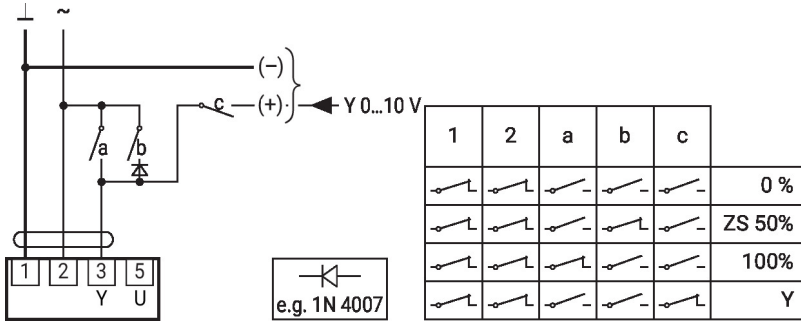 ⊥ ~
(–)
c (+) Y 0...10 V
a b
1 2 3 5
Y U
e.g. 1N 4007
1 2 a b c
0 %
ZS 50%
100%
Y